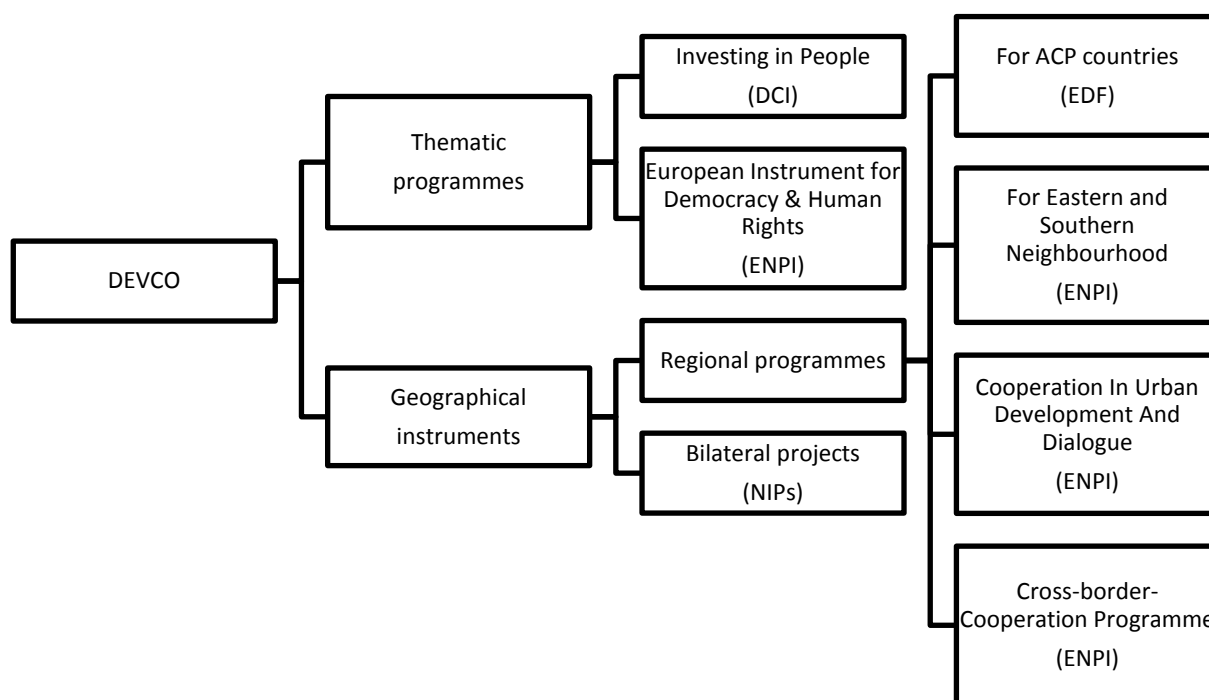 DEVCO
Thematic
programmes
Geographical
instruments
Investing in People
(DCI)
European Instrument for
Democracy & Human
Rights
(ENPI)
Regional programmes
Bilateral projects
(NIPs)
For ACP countries
(EDF)
For Eastern and
Southern
Neighbourhood
(ENPI)
Cooperation In Urban
Development And
Dialogue
(ENPI)
Cross-border-
Cooperation Programme
(ENPI)